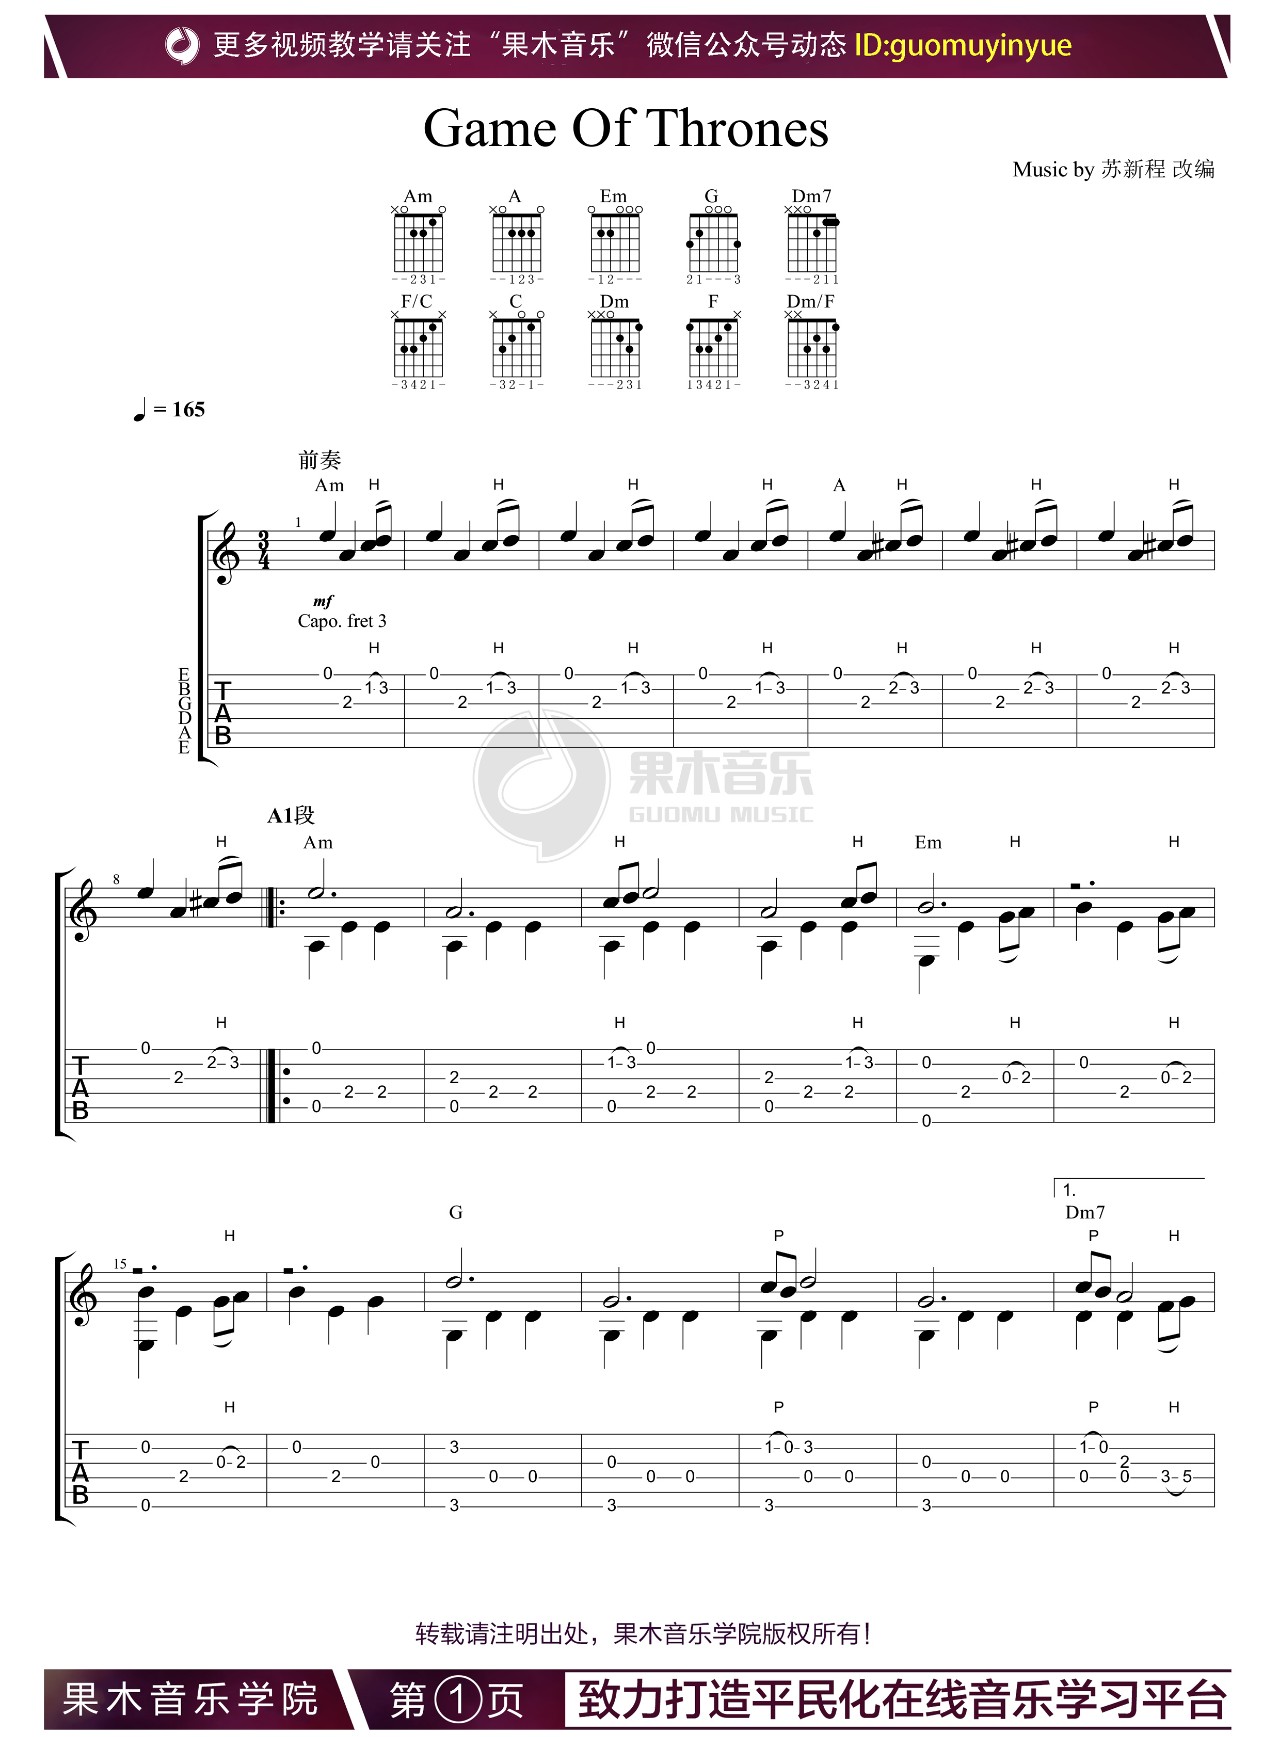 更多视频教学请关注“果木音乐”微信公众号动态 ID:guomuyinyue
Game Of Thrones
Music by 苏新程 改编
Am A Em G Dm7
--231- --123- -12--- 21---3 ---211
F/C C Dm F Dm/F
-3421- -32-1- ---231 13421- --3241
= 165
前奏
Am H H H H A H H H
1
3
4
mf
Capo. fret 3
H H H H H H H
E 0 0 0 0 0 0 0
B T 1 3 1 3 1 3 1 3 2 3 2 3 2 3
G 2 2 2 2 2 2 2
D A
A B
E
果木音乐
GUOMU MUSIC
A1段
H Am H H Em H H
8
H H H H H
T A B
0 0 0
2 3 1 3 1 3 0 0
2 2 2 0 2 0 2
2 2 2 2 2 2 2 2 2 2
0 0 0 0
0
1.
G Dm7
H P P H
15
H P P H
T A B
0 0 3 1 0 3 1 0
0 2 0 0 0 2
2 2 0 0 0 0 0 0 0 0 0 0 3 5
0 3 3 3 3
转载请注明出处，果木音乐学院版权所有！
果木音乐学院 第①页 致力打造平民化在线音乐学习平台